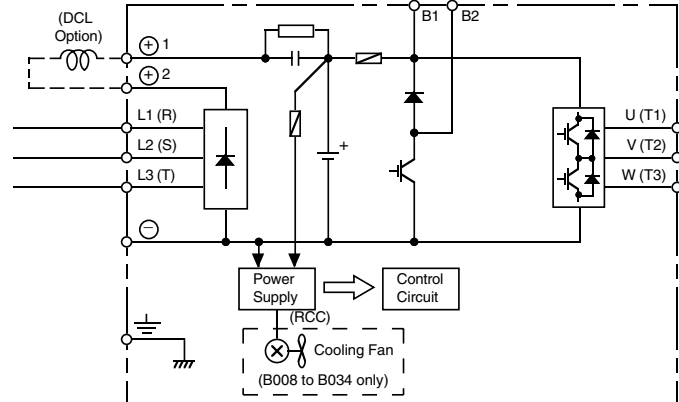 (DCL
Option)
B1
B2
+ 1
+ 2
L1 (R)
L2 (S)
L3 (T)
−
+
U (T1)
V (T2)
W (T3)
Power
Supply
Control
Circuit
(RCC)
Cooling Fan
(B008 to B034 only)